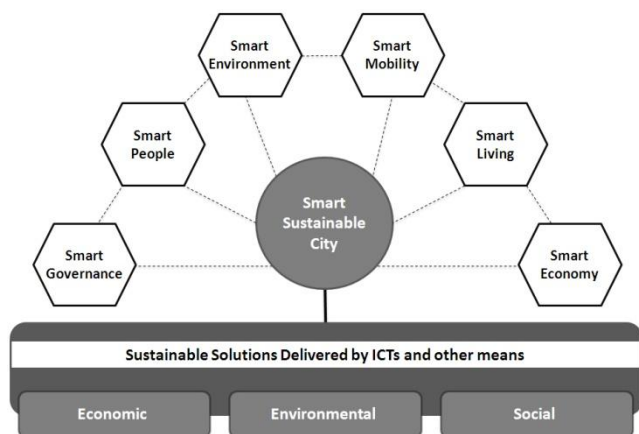 Smart
Environment
Smart
Mobility
Smart
People
Smart
Living
Smart
Sustainable
City
Smart
Governance
Smart
Economy
Sustainable Solutions Delivered by ICTs and other means
Economic
Environmental
Social